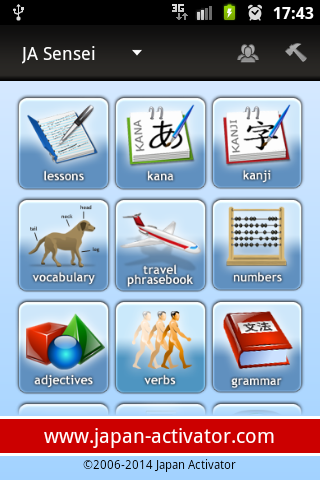 3G
17:43
JA Sensei
KANA
あ
KANJI
字
lessons
kana
kanji
head
neck
tail
leg
vocabulary
travel
phrasebook
numbers
文法
adjectives
verbs
grammar
www.japan-activator.com
©2006-2014 Japan Activator